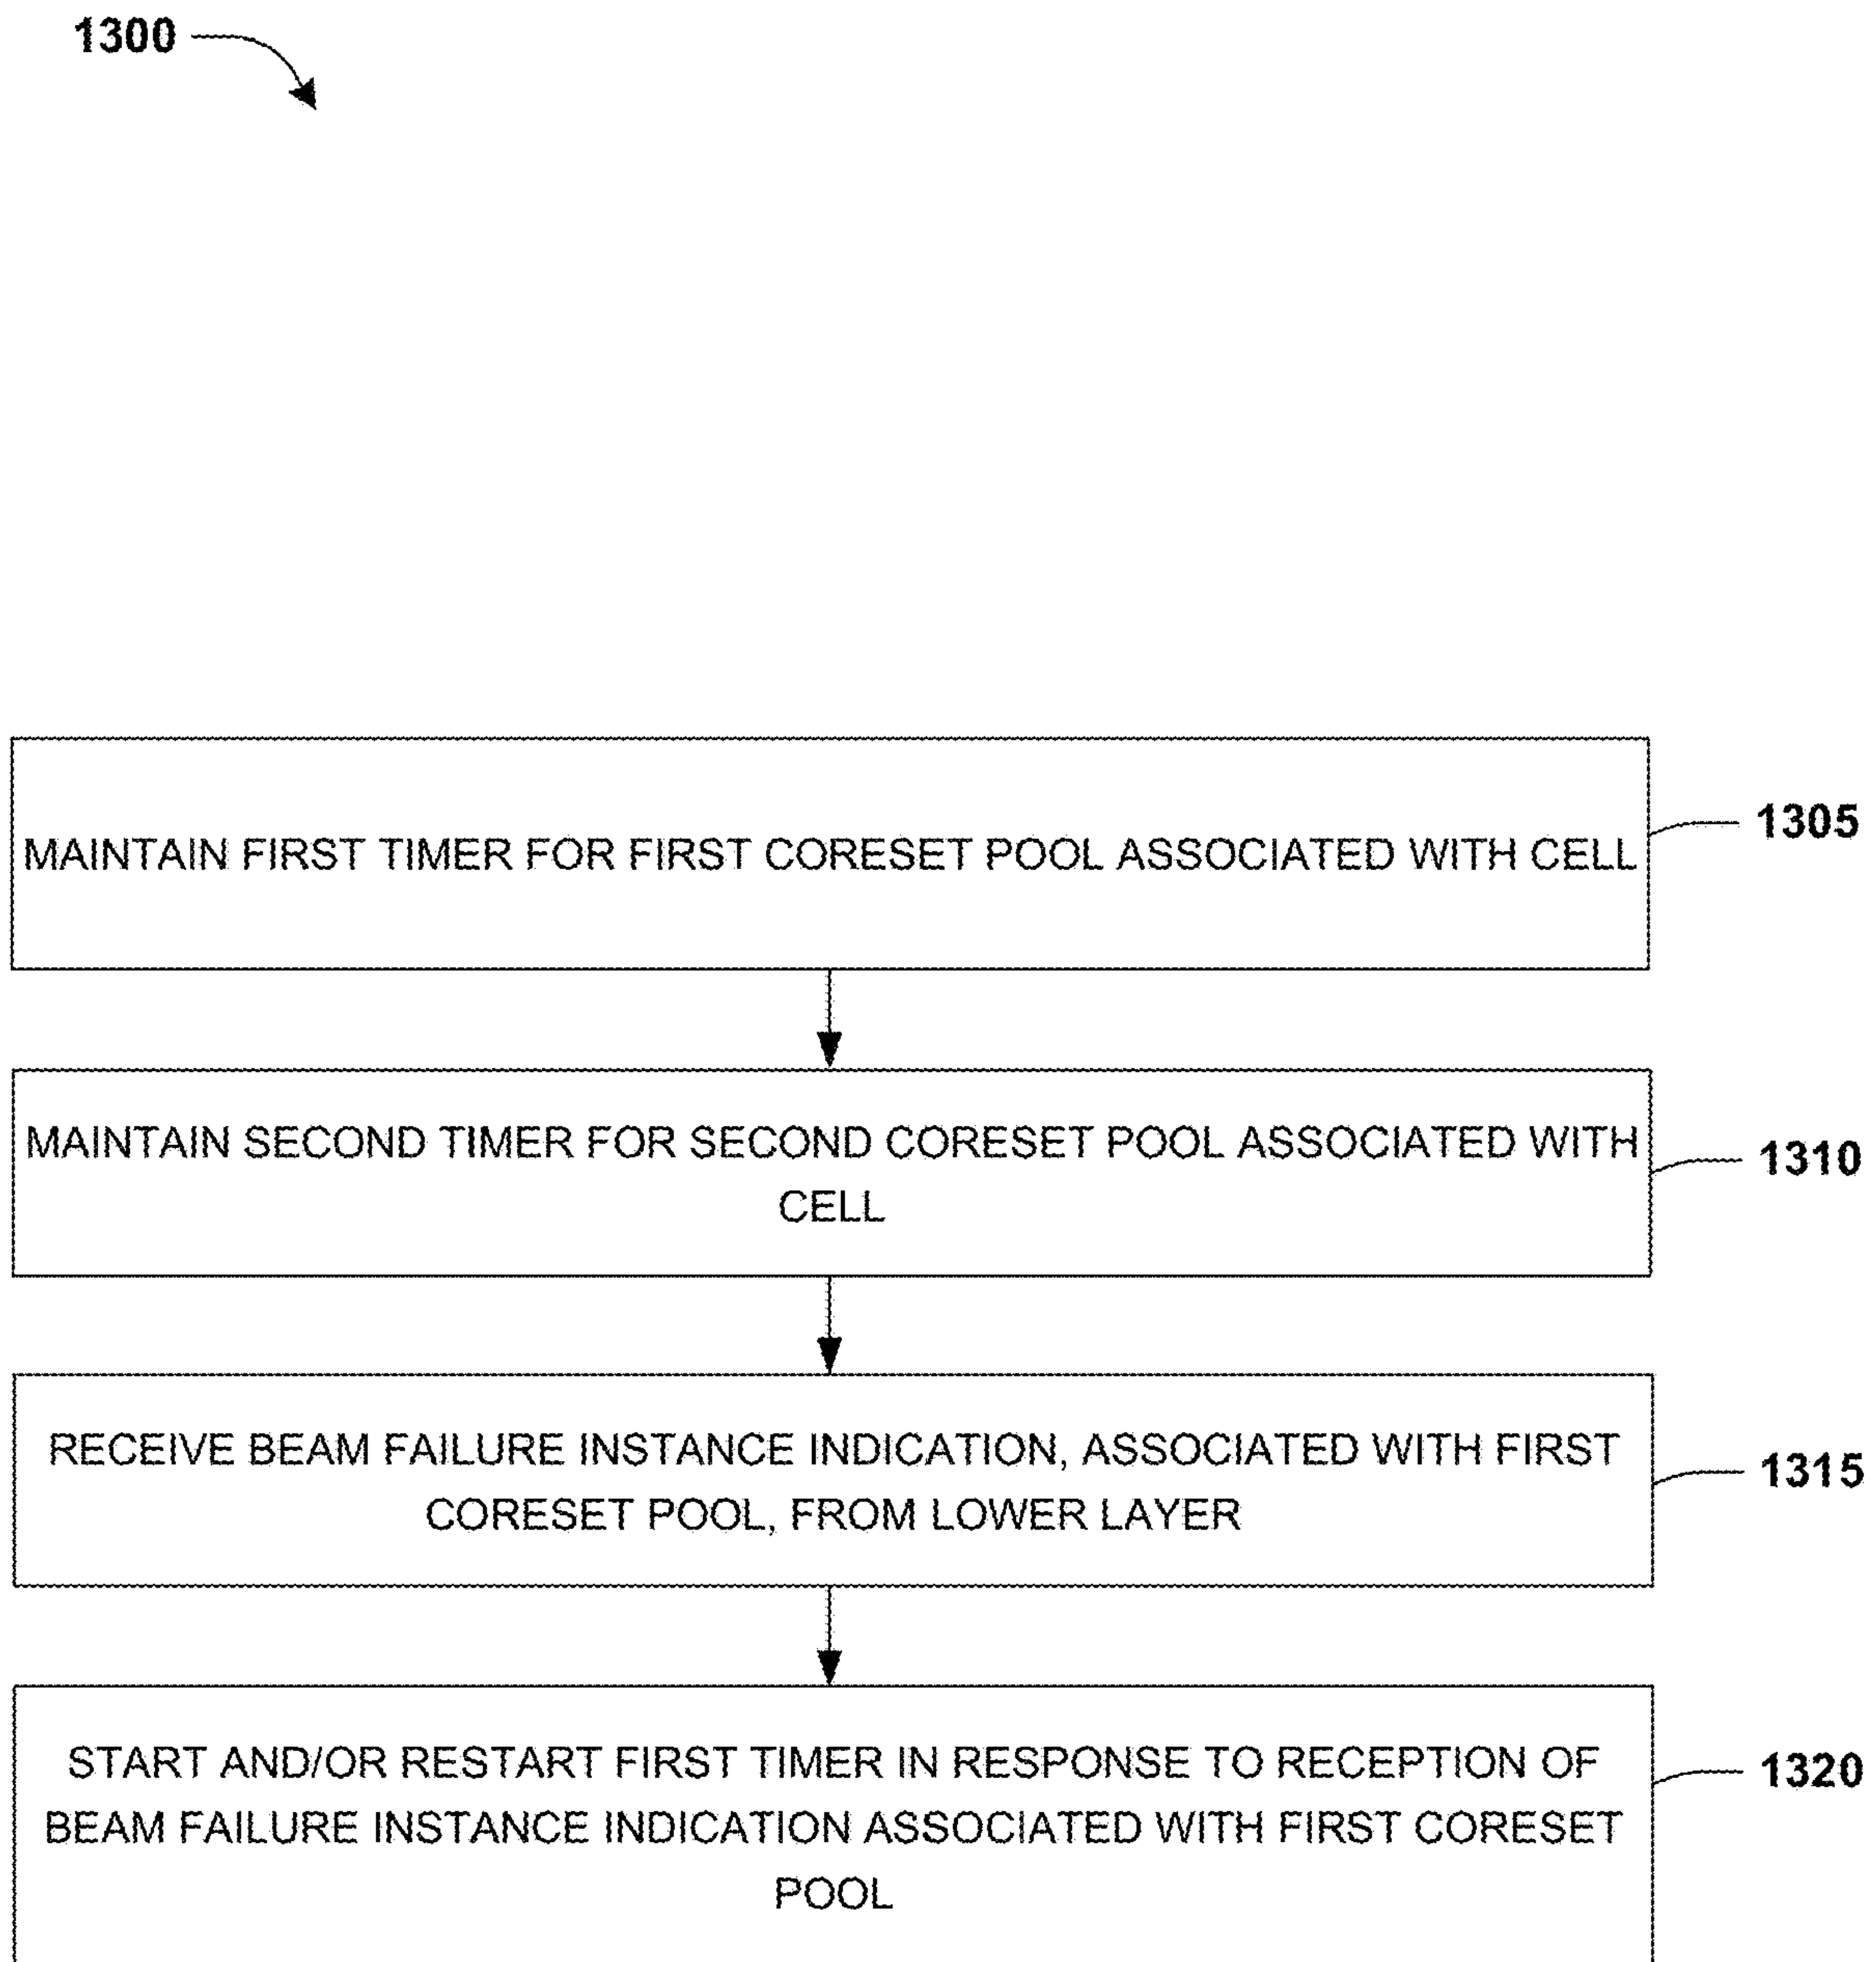 1300
MAINTAIN FIRST TIMER FOR FIRST CORESET POOL ASSOCIATED WITH CELL
1305
MAINTAIN SECOND TIMER FOR SECOND CORESET POOL ASSOCIATED WITH
CELL
1310
RECEIVE BEAM FAILURE INSTANCE INDICATION, ASSOCIATED WITH FIRST
CORESET POOL, FROM LOWER LAYER
1315
START AND/OR RESTART FIRST TIMER IN RESPONSE TO RECEPTION OF
BEAM FAILURE INSTANCE INDICATION ASSOCIATED WITH FIRST CORESET
POOL
1320